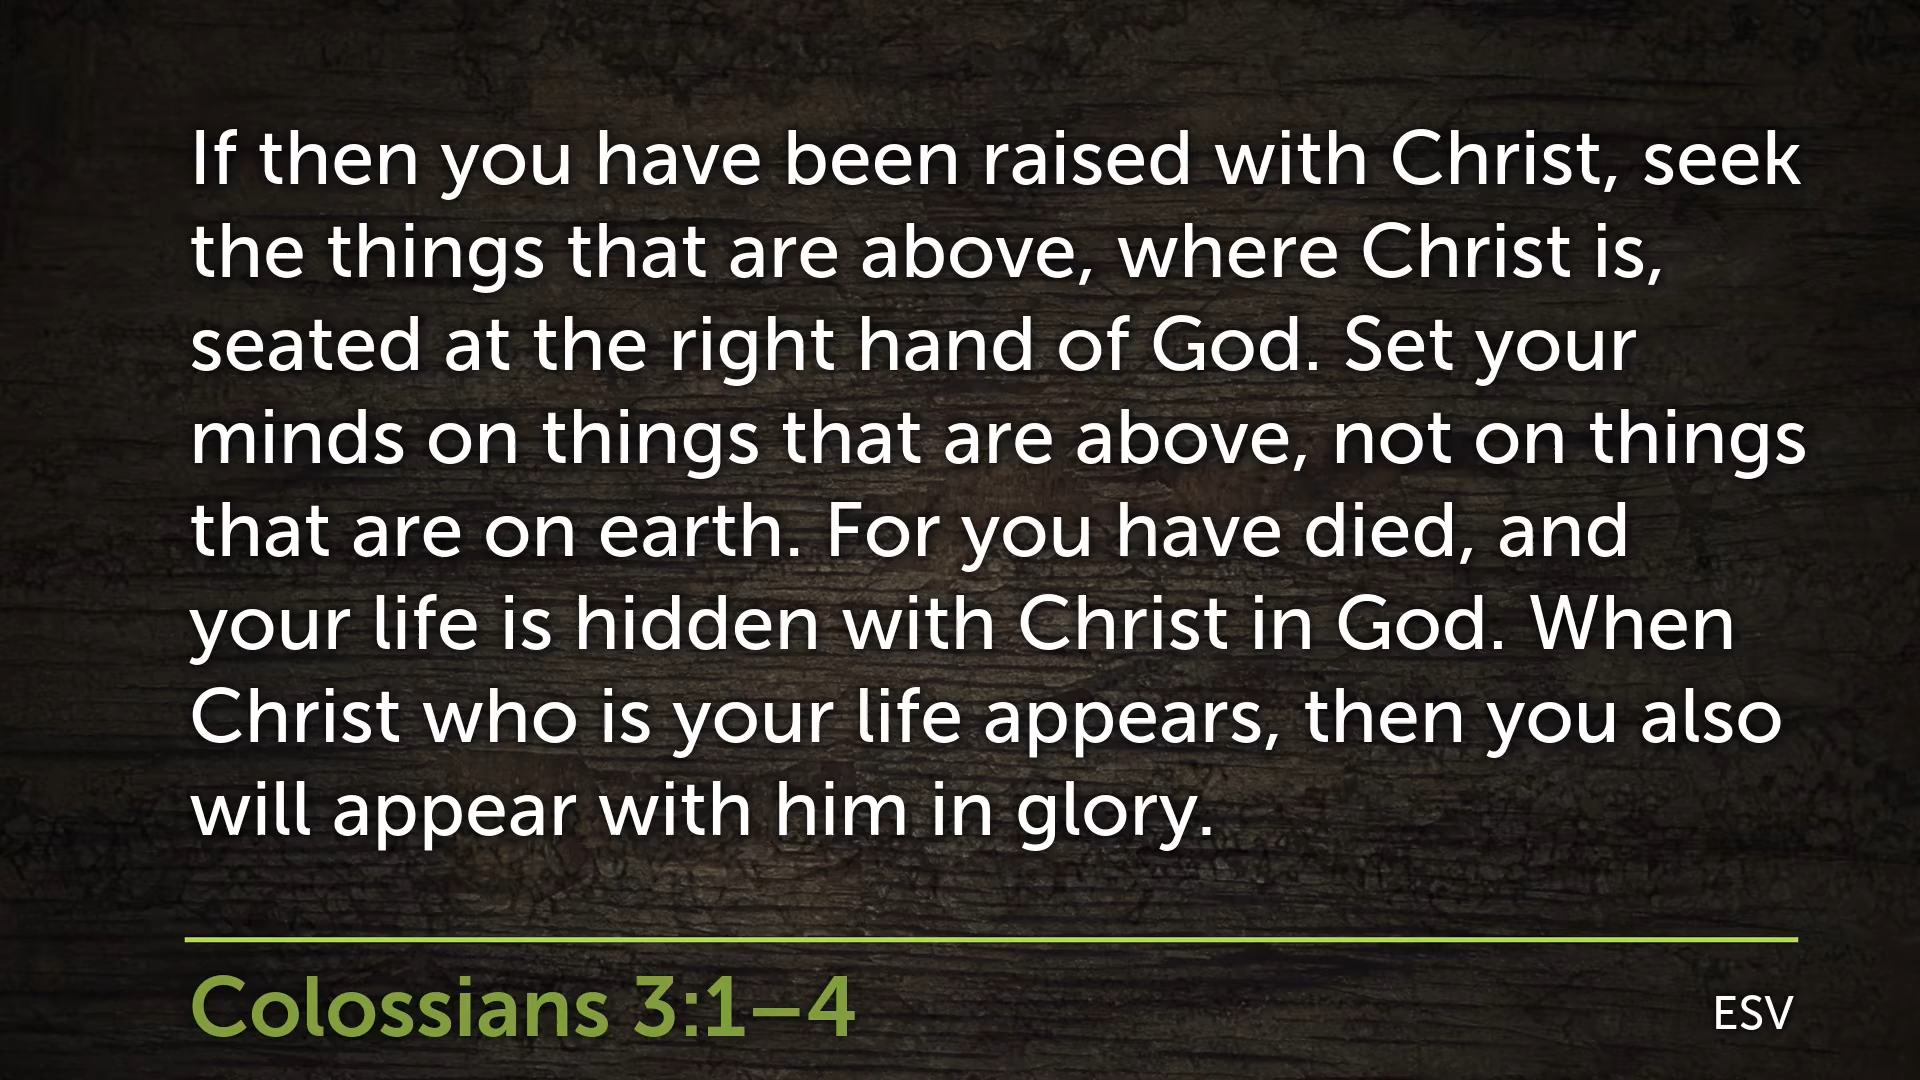 If then you have been raised with Christ, seek
the things that are above, where Christ is,
seated at the right hand of God. Set your
minds on things that are above, not on things
that are on earth. For you have died, and
your life is hidden with Christ in God. When
Christ who is your life appears, then you also
will appear with him in glory.
Colossians 3:1–4
ESV